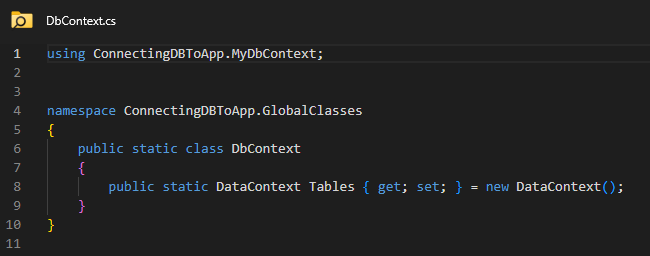 DbContext.cs
1 using ConnectingDBToApp.MyDbContext;
2
3
4 namespace ConnectingDBToApp.GlobalClasses
5 {
6 public static class DbContext
7 {
8 public static DataContext Tables { get; set; } = new DataContext();
9 }
10 }
11